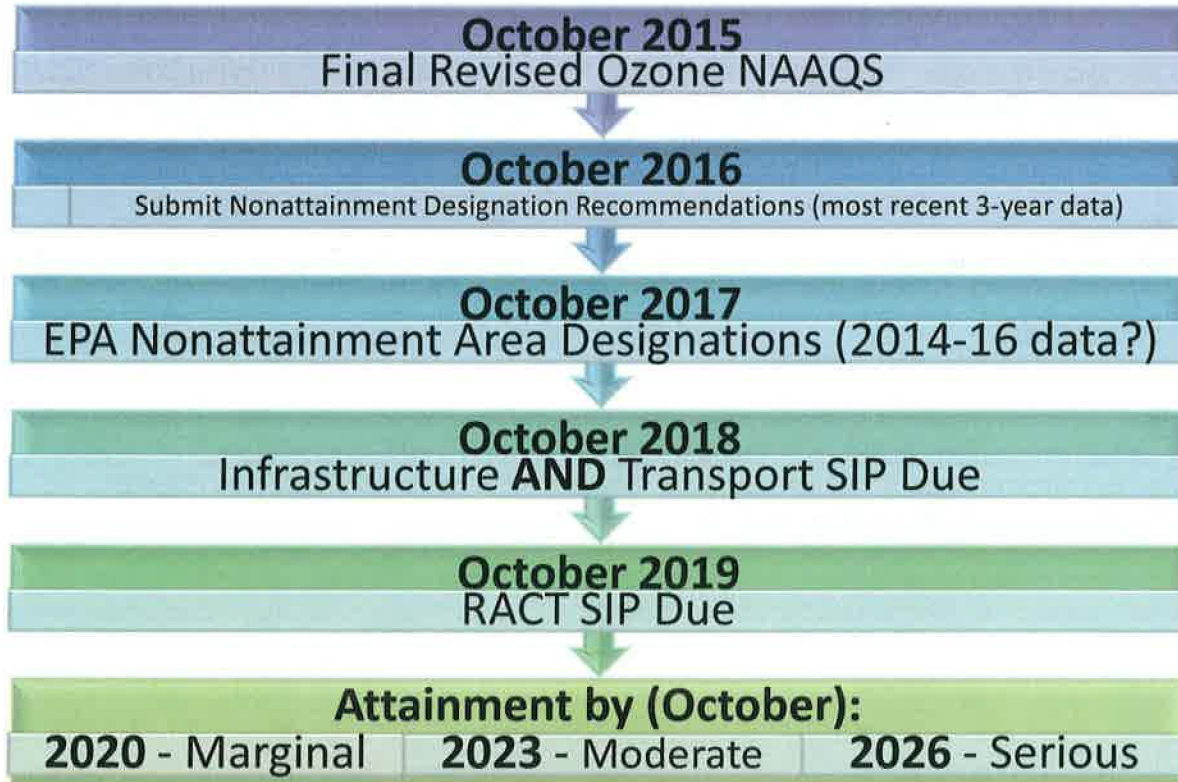 October 2015
Final Revised Ozone NAAQS
October 2016
Submit Nonattainment Designation Recommendations (most recent 3-year data)
October 2017
EPA Nonattainment Area Designations (2014-16 data?)
October 2018
Infrastructure AND Transport SIP Due
October 2019
RACT SIP Due
Attainment by (October):
2020 - Marginal 2023 - Moderate 2026 - Serious